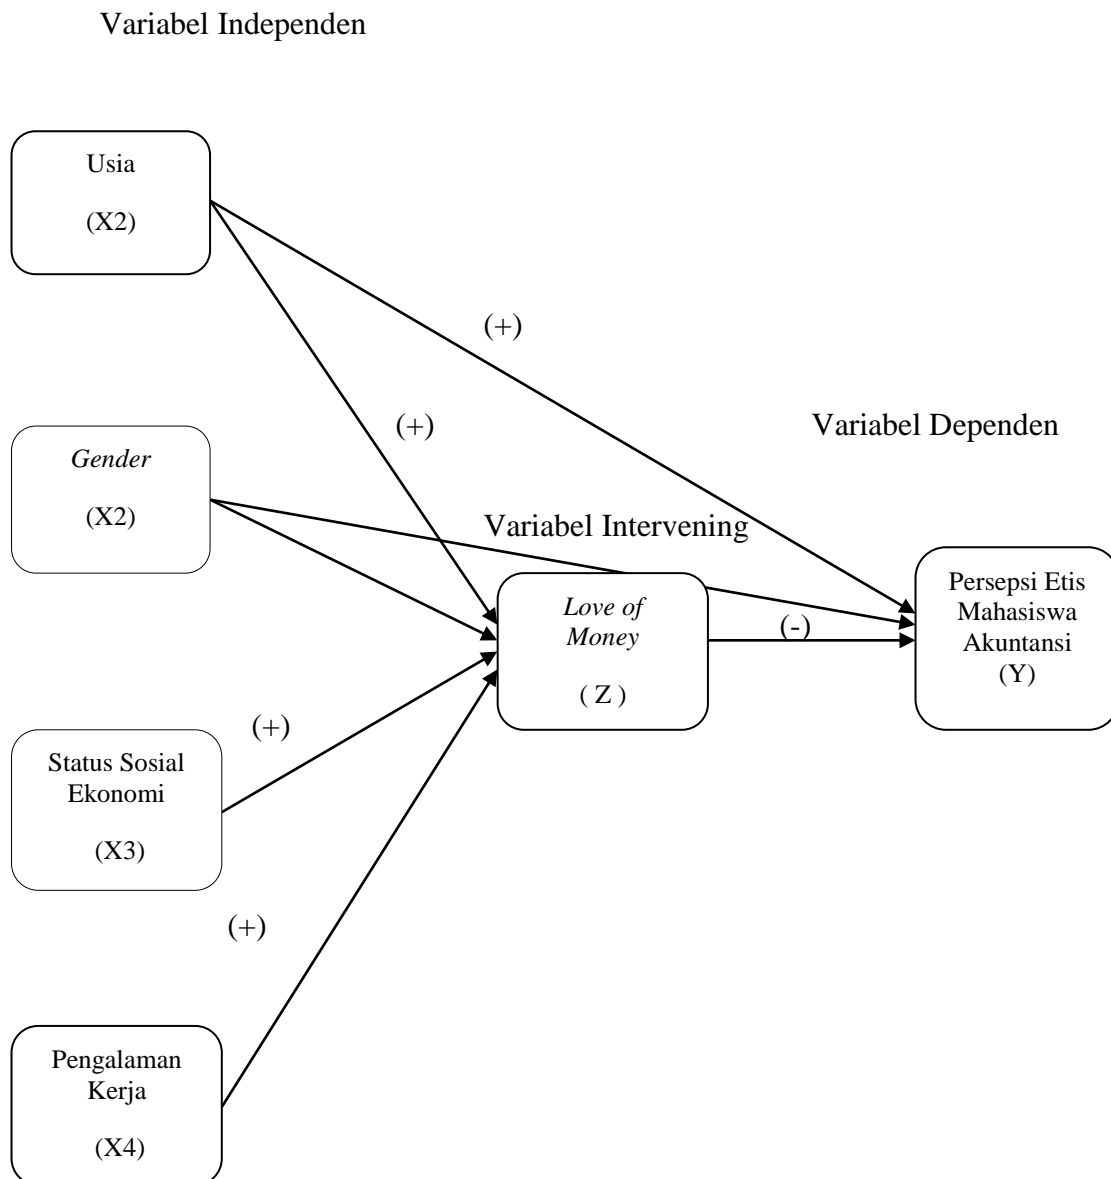 Variabel Independen
Usia
(X2)
(+)
(+)
Variabel Dependen
Gender
(X2)
Variabel Intervening
Love of
Money
( Z )
(-)
Persepsi Etis
Mahasiswa
Akuntansi
(Y)
(+)
Status Sosial
Ekonomi
(X3)
(+)
Pengalaman
Kerja
(X4)